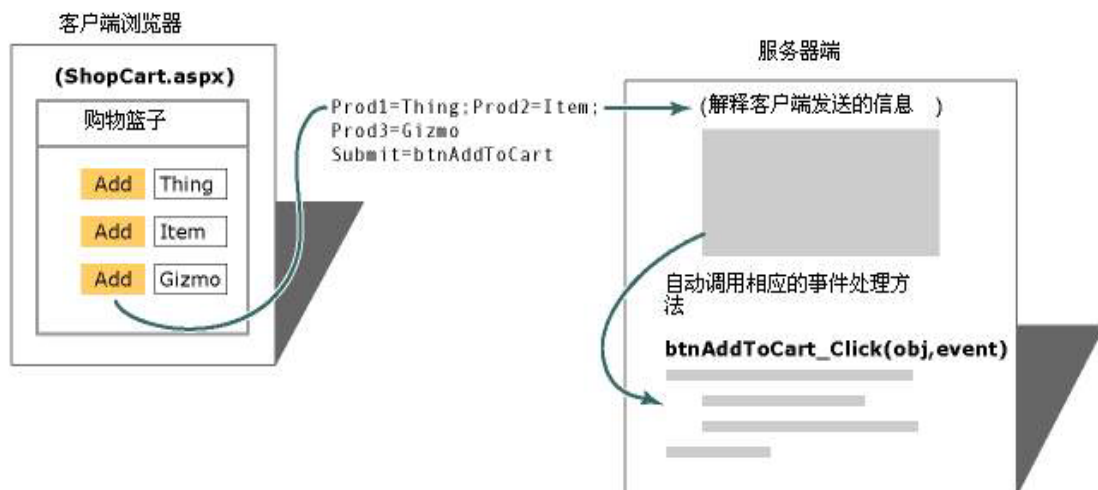 客户端浏览器
(ShopCart.aspx)
购物篮子
Add Thing
Add Item
Add Gizmo
Prod1=Thing;Prod2=Item;
Prod3=Gizmo
Submit=btnAddToCart
服务器端
(解释客户端发送的信息 )
自动调用相应的事件处理方
法
btnAddToCart_Click(obj,event)